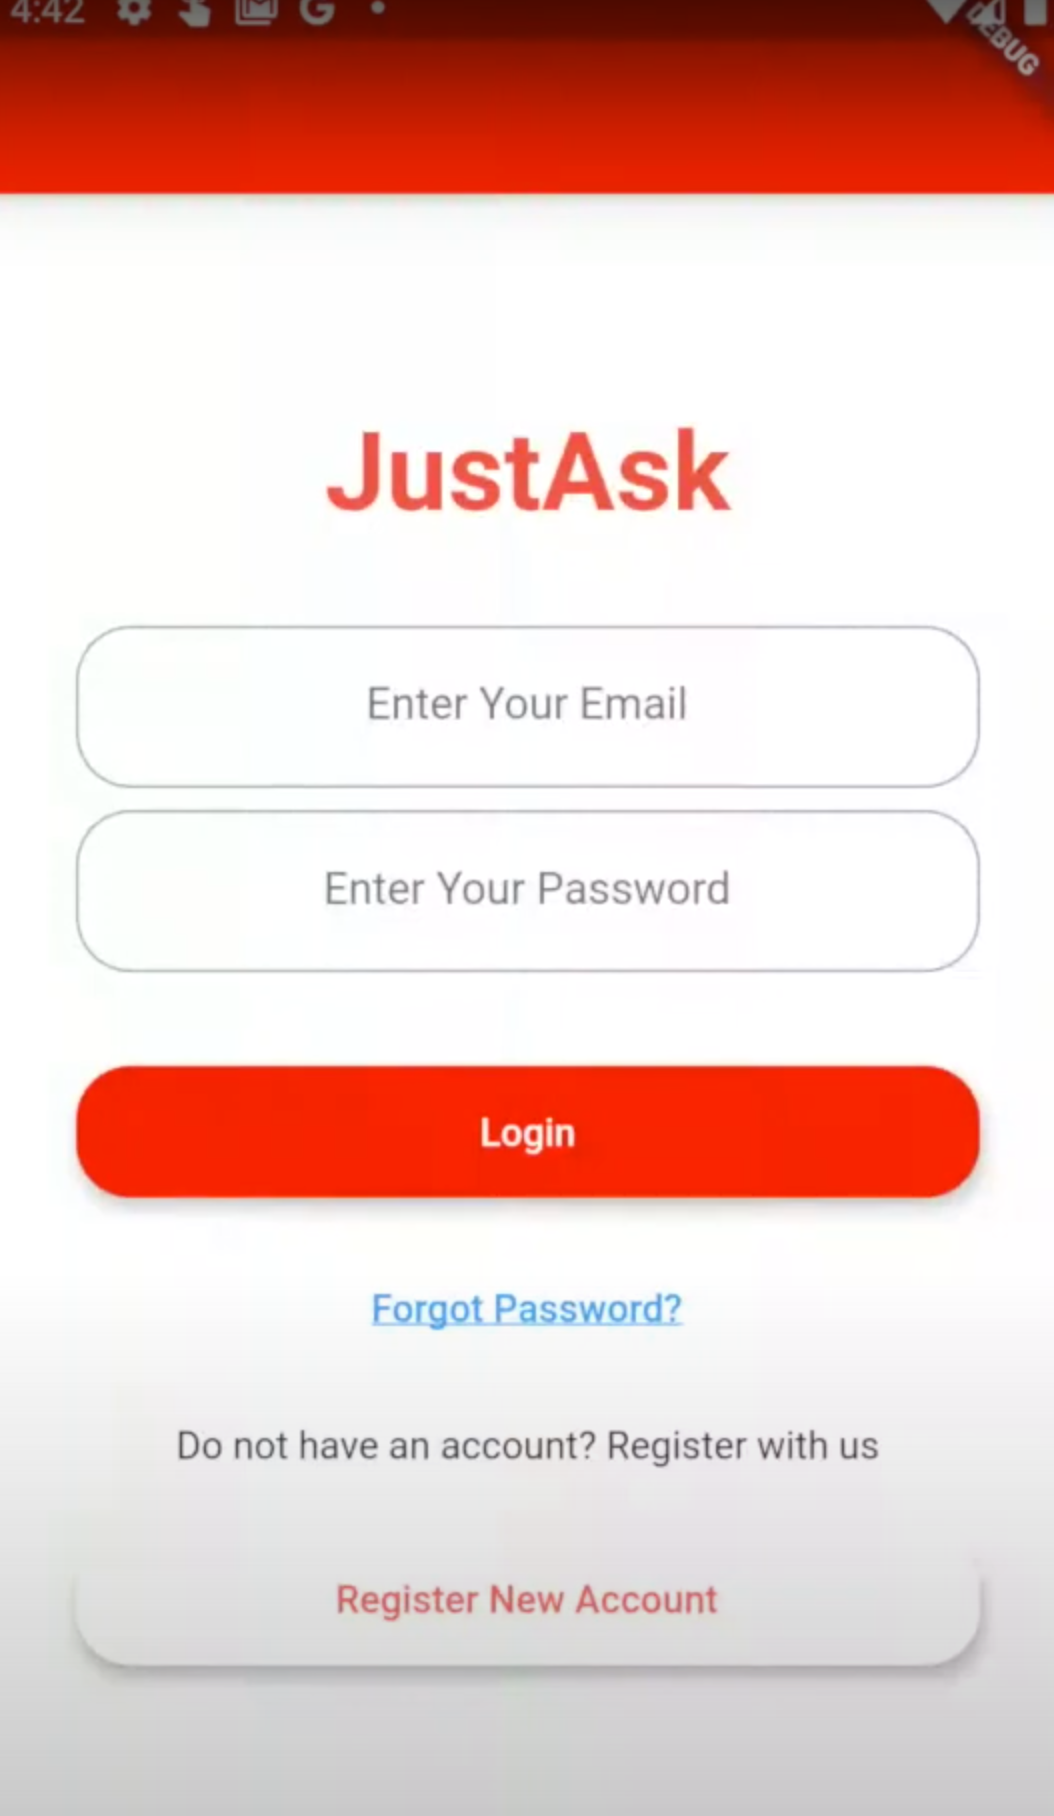 4:42
DEBUG
JustAsk
Enter Your Email
Enter Your Password
Login
Forgot Password?
Do not have an account? Register with us
Register New Account